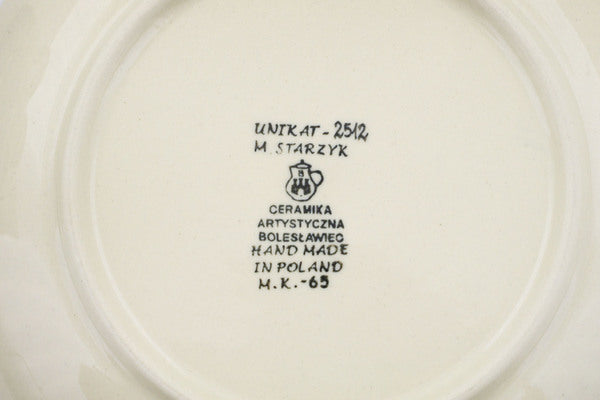 UNIKAT - 2512
M. STARZYK
CERAMIKA
ARTYSTYCZNA
BOLESŁAWIEC
HAND MADE
IN POLAND
M.K.-65